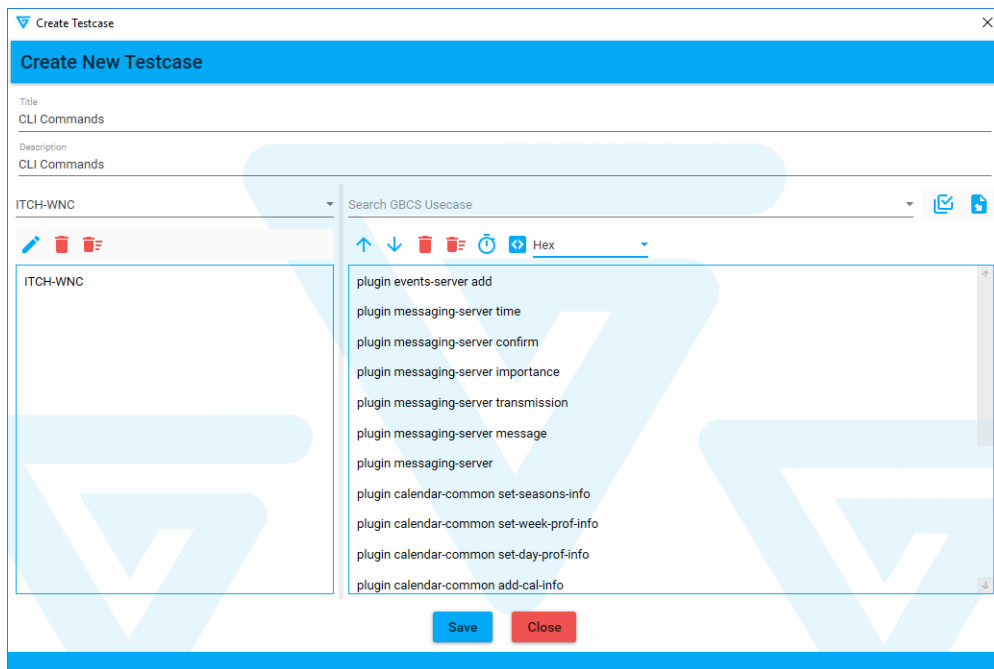 Create Testcase
Create New Testcase
Title
CLI Commands
Description
CLI Commands
ITCH-WNC
Search GBCS Usecase
Hex
ITCH-WNC
plugin events-server add
plugin messaging-server time
plugin messaging-server confirm
plugin messaging-server importance
plugin messaging-server transmission
plugin messaging-server message
plugin messaging-server
plugin calendar-common set-seasons-info
plugin calendar-common set-week-prof-info
plugin calendar-common set-day-prof-info
plugin calendar-common add-cal-info
Save
Close